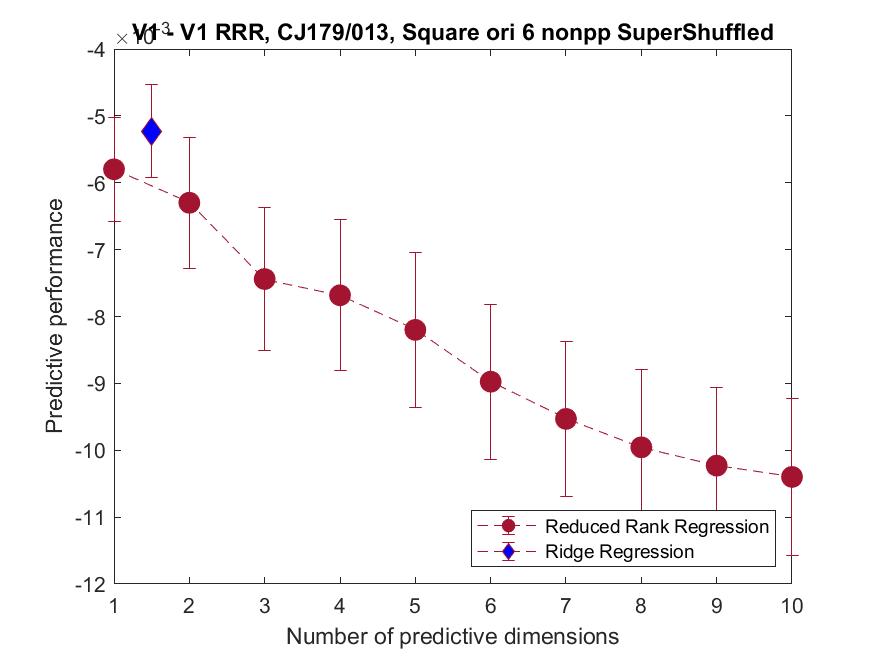 ×10-3
V1 - V1 RRR, CJ179/013, Square ori 6 nonpp SuperShuffled
-4
-5
-6
-7
-8
-9
-10
-11
-12
Predictive performance
Reduced Rank Regression
Ridge Regression
1 2 3 4 5 6 7 8 9 10
Number of predictive dimensions